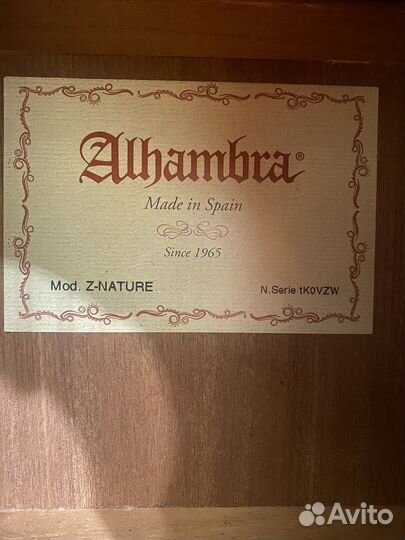 Alhambra®
Made in Spain
Since 1965
Mod. Z-NATURE
N.Serie tK0VZW
Avito